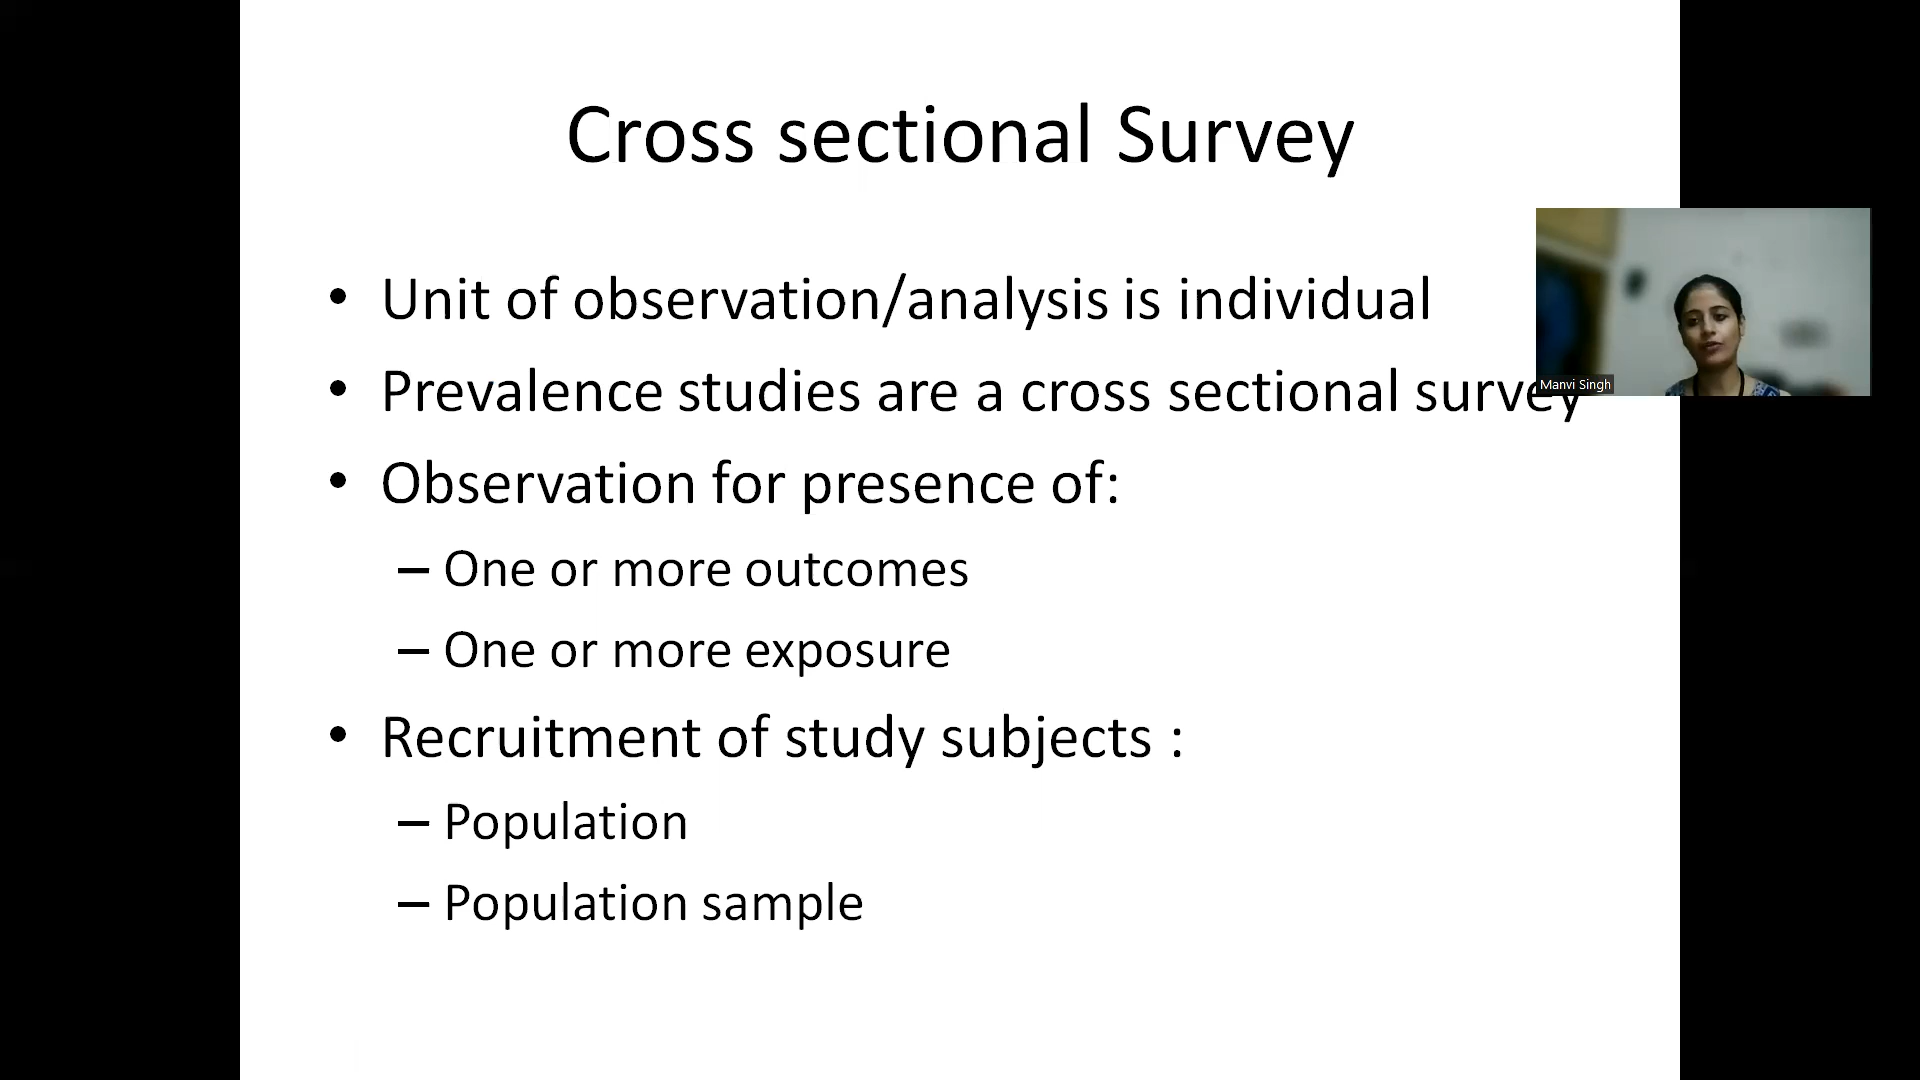 Cross sectional Survey
• Unit of observation/analysis is individual
• Prevalence studies are a cross sectional survey
• Observation for presence of:
– One or more outcomes
– One or more exposure
• Recruitment of study subjects :
– Population
– Population sample
Manvi Singh